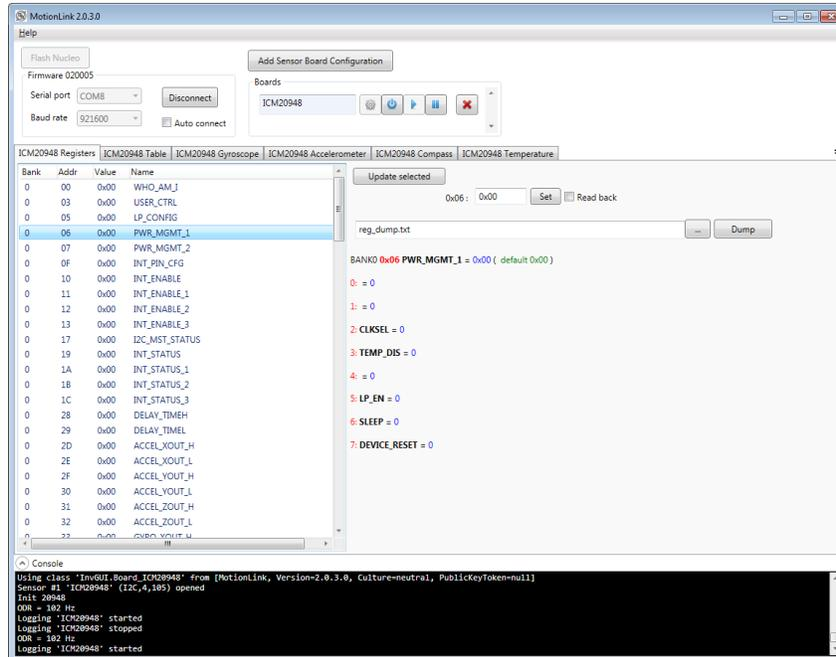 MotionLink 2.0.3.0
Help
Flash Nucleo
Add Sensor Board Configuration
Firmware 020005
Boards
Serial port COM8 Disconnect
ICM20948
Baud rate 921600 Auto connect
ICM20948 Registers ICM20948 Table ICM20948 Gyroscope ICM20948 Accelerometer ICM20948 Compass ICM20948 Temperature
Bank Addr Value Name
Update selected
0 00 0x00 WHO_AM_I
0x06 : 0x00 Set Read back
0 03 0x00 USER_CTRL
0 05 0x00 LP_CONFIG
0 06 0x00 PWR_MGMT_1
reg_dump.txt ... Dump
0 07 0x00 PWR_MGMT_2
0 0F 0x00 INT_PIN_CFG
BANK0 0x06 PWR_MGMT_1 = 0x00 ( default 0x00 )
0 10 0x00 INT_ENABLE
0: = 0
0 11 0x00 INT_ENABLE_1
1: = 0
0 12 0x00 INT_ENABLE_2
0 13 0x00 INT_ENABLE_3
2: CLKSEL = 0
0 17 0x00 I2C_MST_STATUS
0 19 0x00 INT_STATUS
3: TEMP_DIS = 0
0 1A 0x00 INT_STATUS_1
4: = 0
0 1B 0x00 INT_STATUS_2
0 1C 0x00 INT_STATUS_3
5: LP_EN = 0
0 28 0x00 DELAY_TIMEH
6: SLEEP = 0
0 29 0x00 DELAY_TIMEL
0 2D 0x00 ACCEL_XOUT_H
7: DEVICE_RESET = 0
0 2E 0x00 ACCEL_XOUT_L
0 2F 0x00 ACCEL_YOUT_H
0 30 0x00 ACCEL_YOUT_L
0 31 0x00 ACCEL_ZOUT_H
0 32 0x00 ACCEL_ZOUT_L
0 33 0x00 GYRO_XOUT_H
Console
Using class 'InvGUI.Board_ICM20948' from [MotionLink, Version=2.0.3.0, Culture=neutral, PublicKeyToken=null]
Sensor #1 'ICM20948' (I2C,4,105) opened
Init 20948
ODR = 102 Hz
Logging 'ICM20948' started
Logging 'ICM20948' stopped
ODR = 102 Hz
Logging 'ICM20948' started